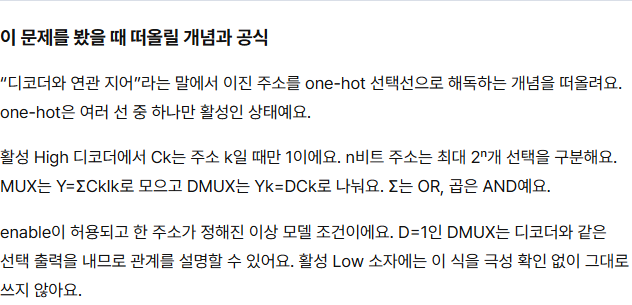 이 문제를 봤을 때 떠올릴 개념과 공식
“디코더와 연관 지어”라는 말에서 이진 주소를 one-hot 선택선으로 해독하는 개념을 떠올려요.
one-hot은 여러 선 중 하나만 활성인 상태예요.
활성 High 디코더에서 Ck는 주소 k일 때만 1이에요. n비트 주소는 최대 2ⁿ개 선택을 구분해요.
MUX는 Y=ΣCkIk로 모으고 DMUX는 Yk=DCk로 나눠요. Σ는 OR, 곱은 AND예요.
enable이 허용되고 한 주소가 정해진 이상 모델 조건이에요. D=1인 DMUX는 디코더와 같은
선택 출력을 내므로 관계를 설명할 수 있어요. 활성 Low 소자에는 이 식을 극성 확인 없이 그대로
쓰지 않아요.